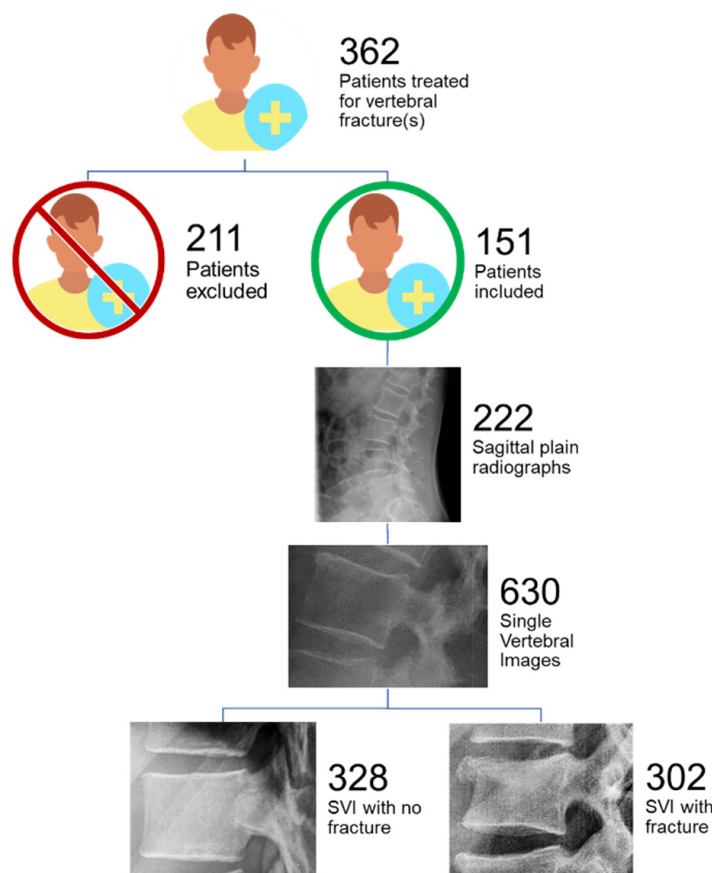 362
Patients treated
for vertebral
fracture(s)
211
Patients
excluded
151
Patients
included
222
Sagittal plain
radiographs
630
Single
Vertebral
Images
328
SVI with no
fracture
302
SVI with
fracture